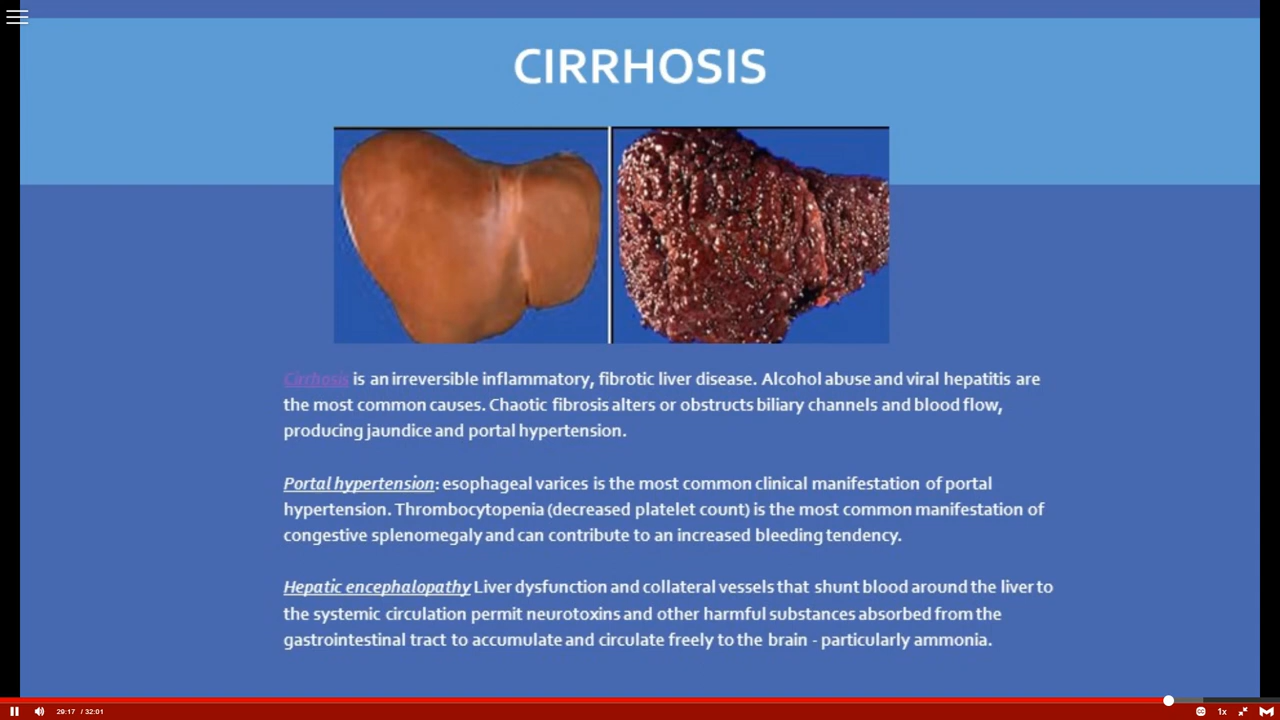 CIRRHOSIS
Cirrhosis is an irreversible inflammatory, fibrotic liver disease. Alcohol abuse and viral hepatitis are
the most common causes. Chaotic fibrosis alters or obstructs biliary channels and blood flow,
producing jaundice and portal hypertension.
Portal hypertension: esophageal varices is the most common clinical manifestation of portal
hypertension. Thrombocytopenia (decreased platelet count) is the most common manifestation of
congestive splenomegaly and can contribute to an increased bleeding tendency.
Hepatic encephalopathy Liver dysfunction and collateral vessels that shunt blood around the liver to
the systemic circulation permit neurotoxins and other harmful substances absorbed from the
gastrointestinal tract to accumulate and circulate freely to the brain - particularly ammonia.
29:17 / 32:01 CC 1x